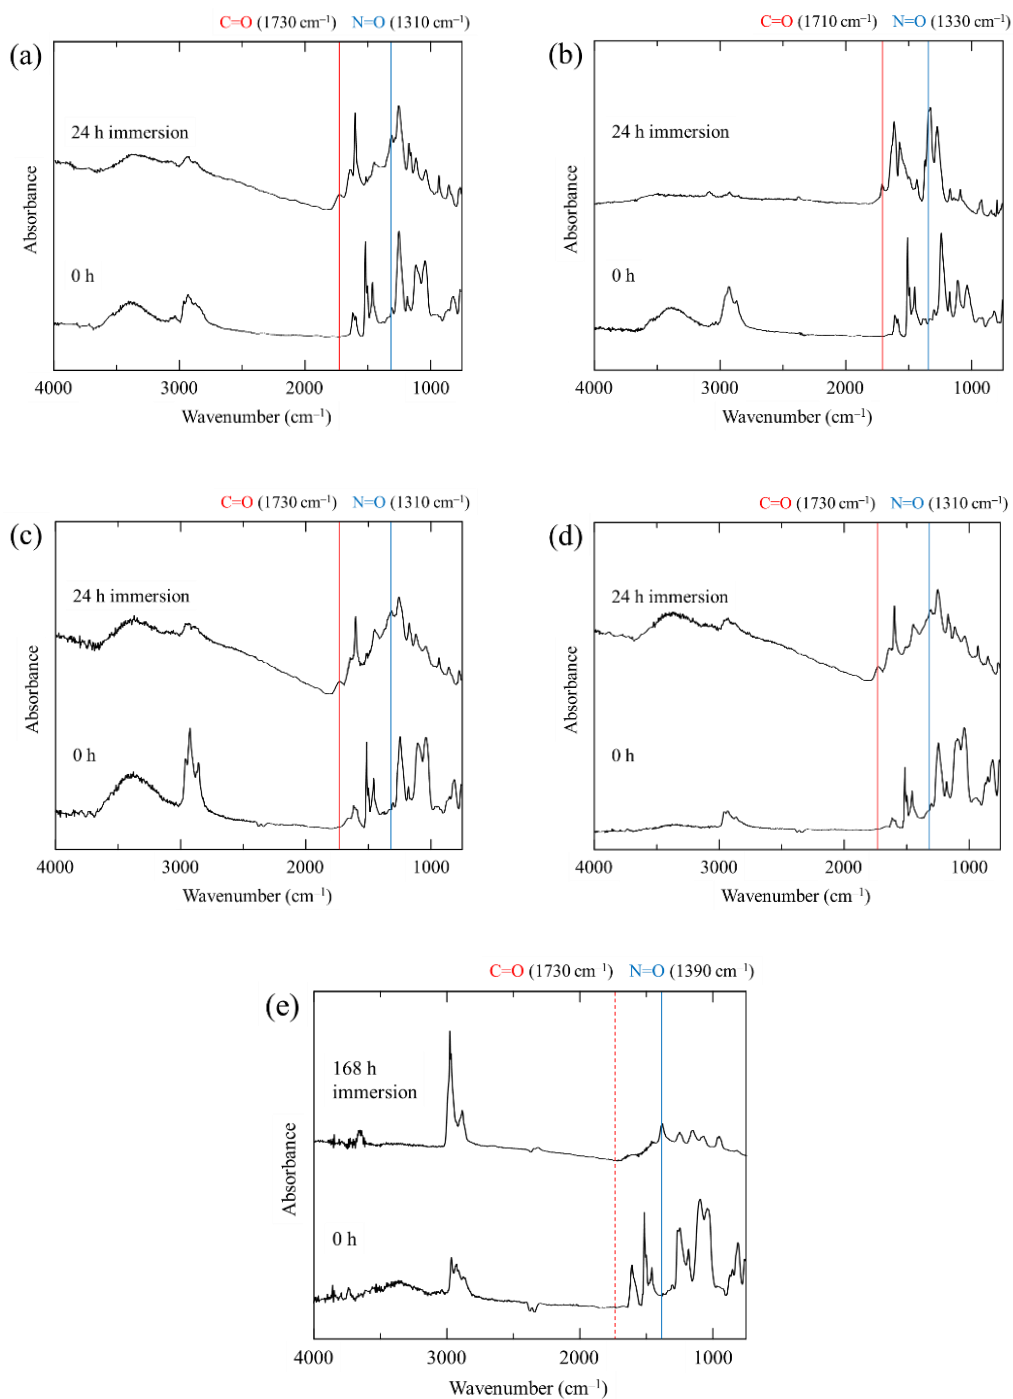 C=O (1730 cm⁻¹) N=O (1310 cm⁻¹)
(a)
24 h immersion
0 h
Absorbance
4000 3000 2000 1000
Wavenumber (cm⁻¹)
C=O (1710 cm⁻¹) N=O (1330 cm⁻¹)
(b)
24 h immersion
0 h
Absorbance
4000 3000 2000 1000
Wavenumber (cm⁻¹)
C=O (1730 cm⁻¹) N=O (1310 cm⁻¹)
(c)
24 h immersion
0 h
Absorbance
4000 3000 2000 1000
Wavenumber (cm⁻¹)
C=O (1730 cm⁻¹) N=O (1310 cm⁻¹)
(d)
24 h immersion
0 h
Absorbance
4000 3000 2000 1000
Wavenumber (cm⁻¹)
C=O (1730 cm⁻¹) N=O (1390 cm⁻¹)
(e)
168 h
immersion
0 h
Absorbance
4000 3000 2000 1000
Wavenumber (cm⁻¹)